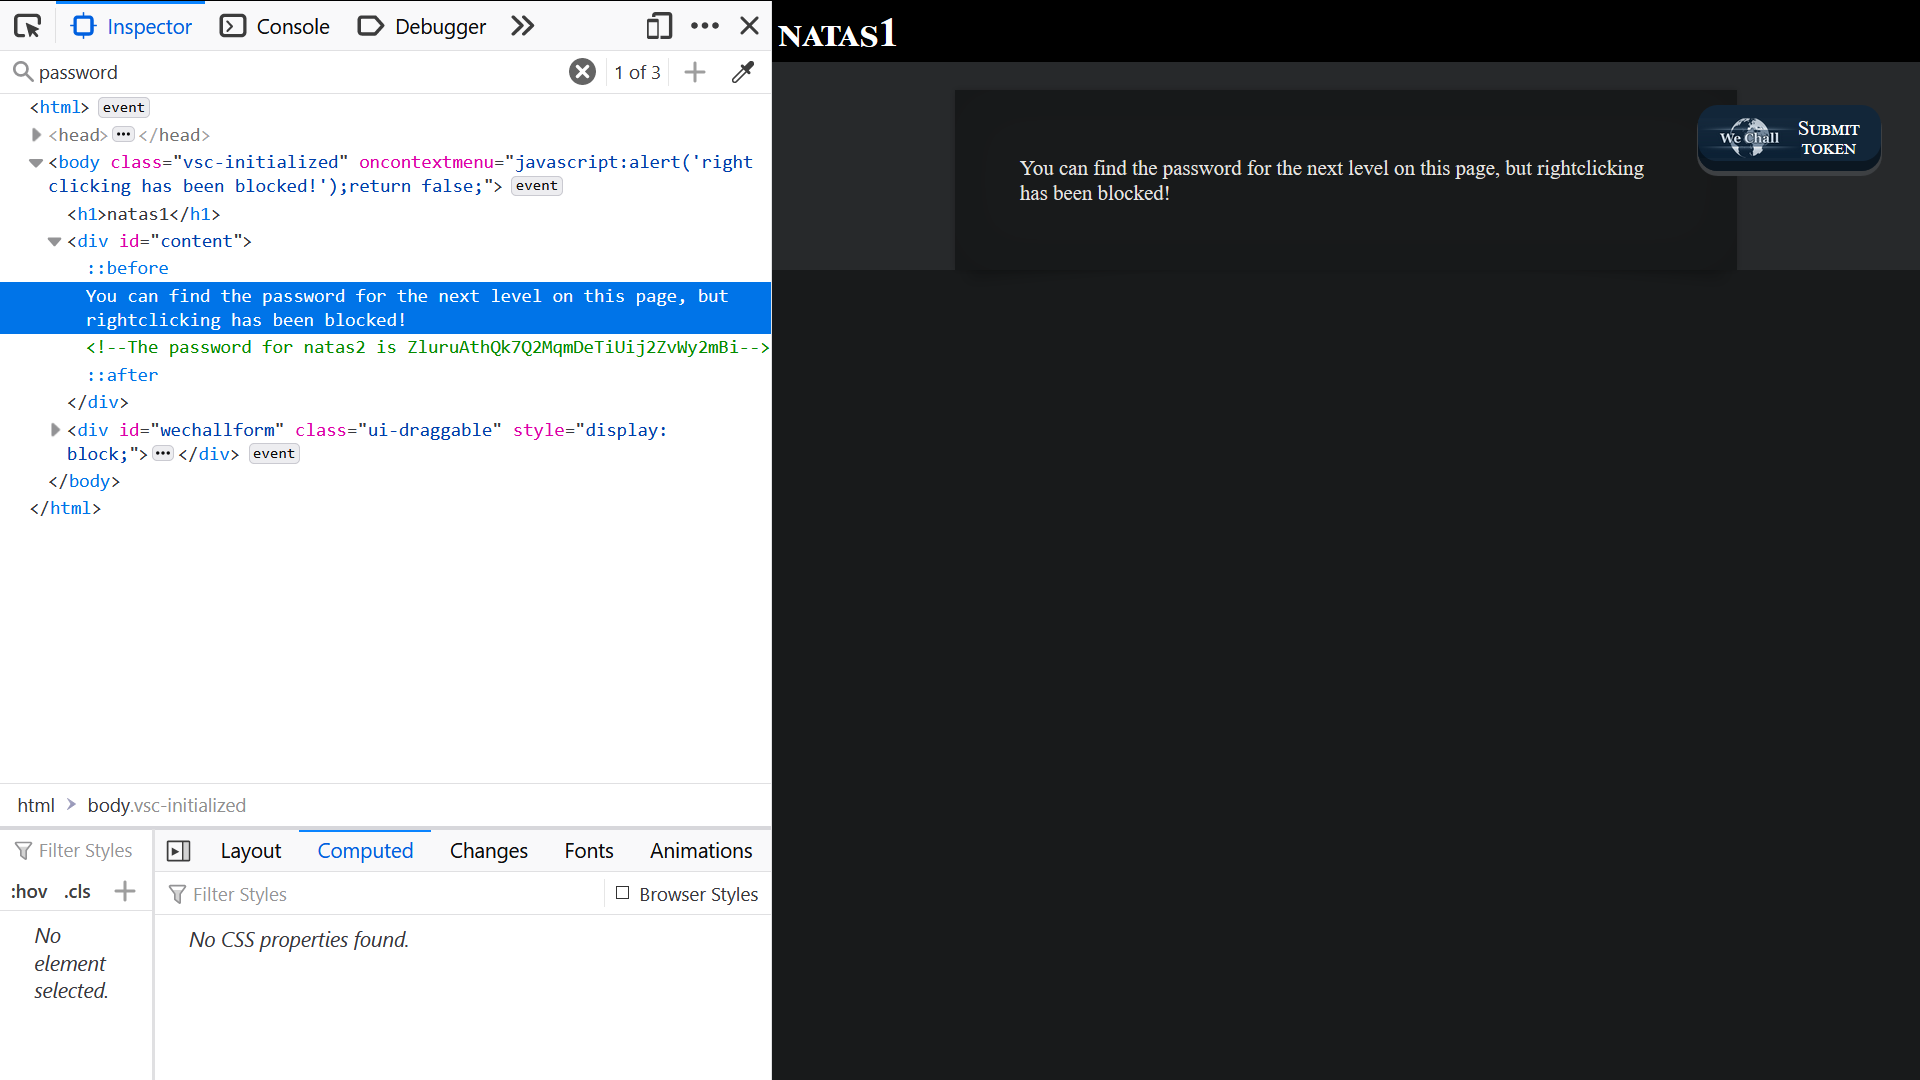 Inspector
Console
Debugger
password
1 of 3
<html> event
<head> ••• </head>
<body class="vsc-initialized" oncontextmenu="javascript:alert('right
clicking has been blocked!');return false;"> event
<h1>natas1</h1>
<div id="content">
::before
You can find the password for the next level on this page, but
rightclicking has been blocked!
<!--The password for natas2 is ZluruAthQk7Q2MqmDeTiUij2ZvWy2mBi-->
::after
</div>
<div id="wechallform" class="ui-draggable" style="display:
block;"> ••• </div> event
</body>
</html>
html
body.vsc-initialized
Filter Styles
:hov .cls
No
element
selected.
Layout
Computed
Changes
Fonts
Animations
Filter Styles
Browser Styles
No CSS properties found.
NATAS1
You can find the password for the next level on this page, but rightclicking
has been blocked!
We Chall
SUBMIT
TOKEN